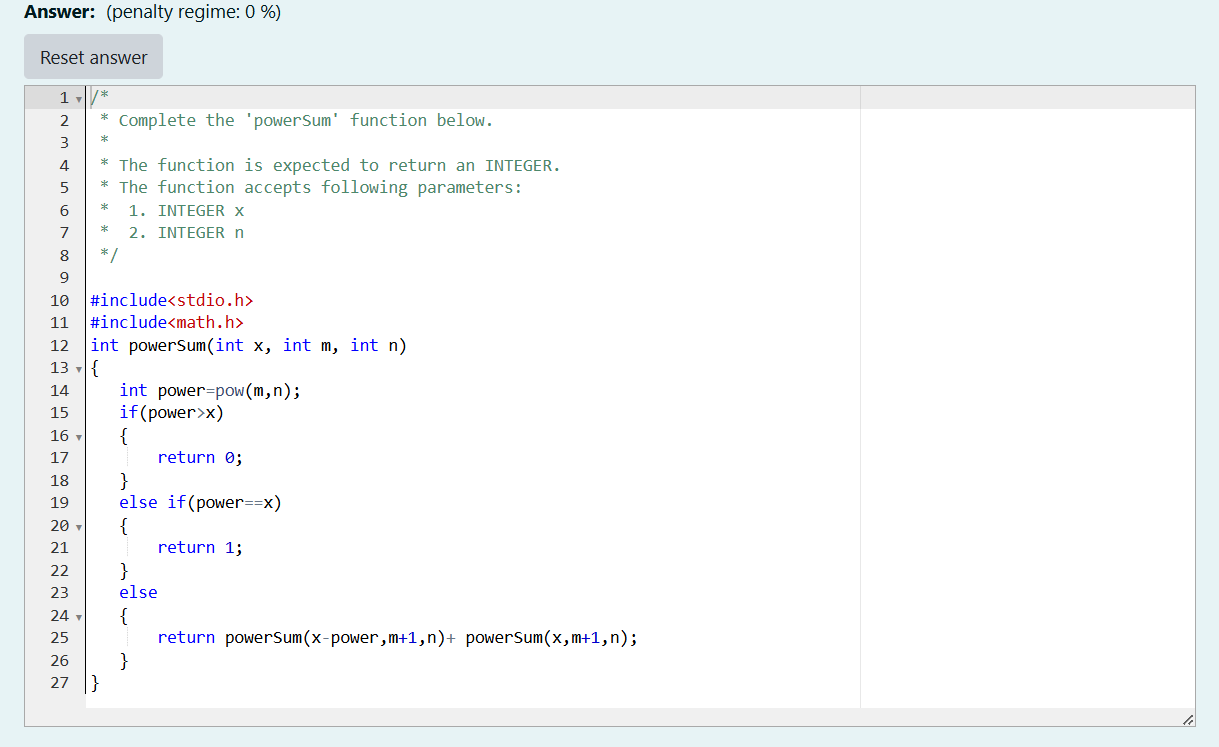 Answer: (penalty regime: 0 %)
Reset answer
1 /*
2  * Complete the 'powerSum' function below.
3  *
4  * The function is expected to return an INTEGER.
5  * The function accepts following parameters:
6  *  1. INTEGER x
7  *  2. INTEGER n
8  */
9
10 #include<stdio.h>
11 #include<math.h>
12 int powerSum(int x, int m, int n)
13 {
14    int power=pow(m,n);
15    if(power>x)
16    {
17        return 0;
18    }
19    else if(power==x)
20    {
21        return 1;
22    }
23    else
24    {
25        return powerSum(x-power,m+1,n)+ powerSum(x,m+1,n);
26    }
27 }